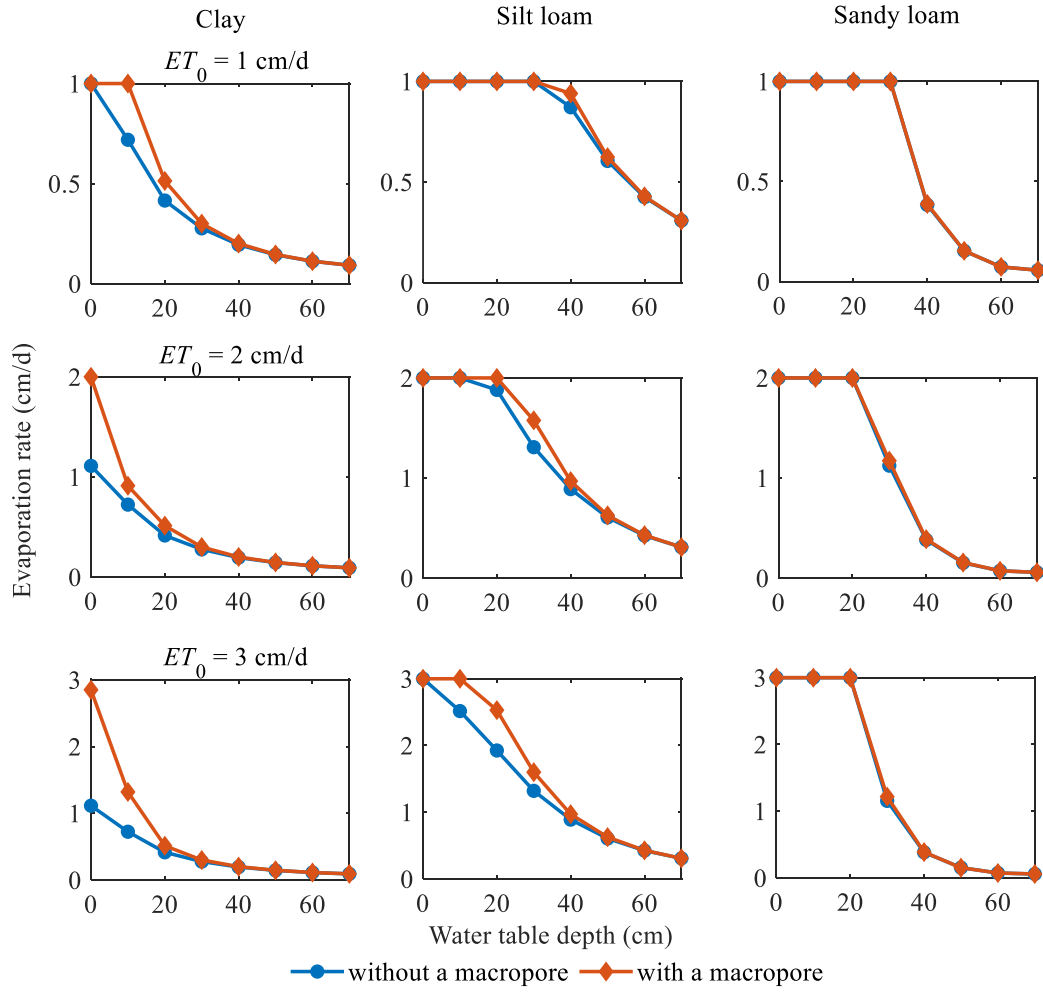 Clay Silt loam Sandy loam
ET0 = 1 cm/d
1 1 1
0.5 0.5 0.5
0 0 0
0 20 40 60 0 20 40 60 0 20 40 60
ET0 = 2 cm/d
2 2 2
1 1 1
0 0 0
0 20 40 60 0 20 40 60 0 20 40 60
Evaporation rate (cm/d)
ET0 = 3 cm/d
3 3 3
2 2 2
1 1 1
0 0 0
0 20 40 60 0 20 40 60 0 20 40 60
Water table depth (cm)
without a macropore with a macropore